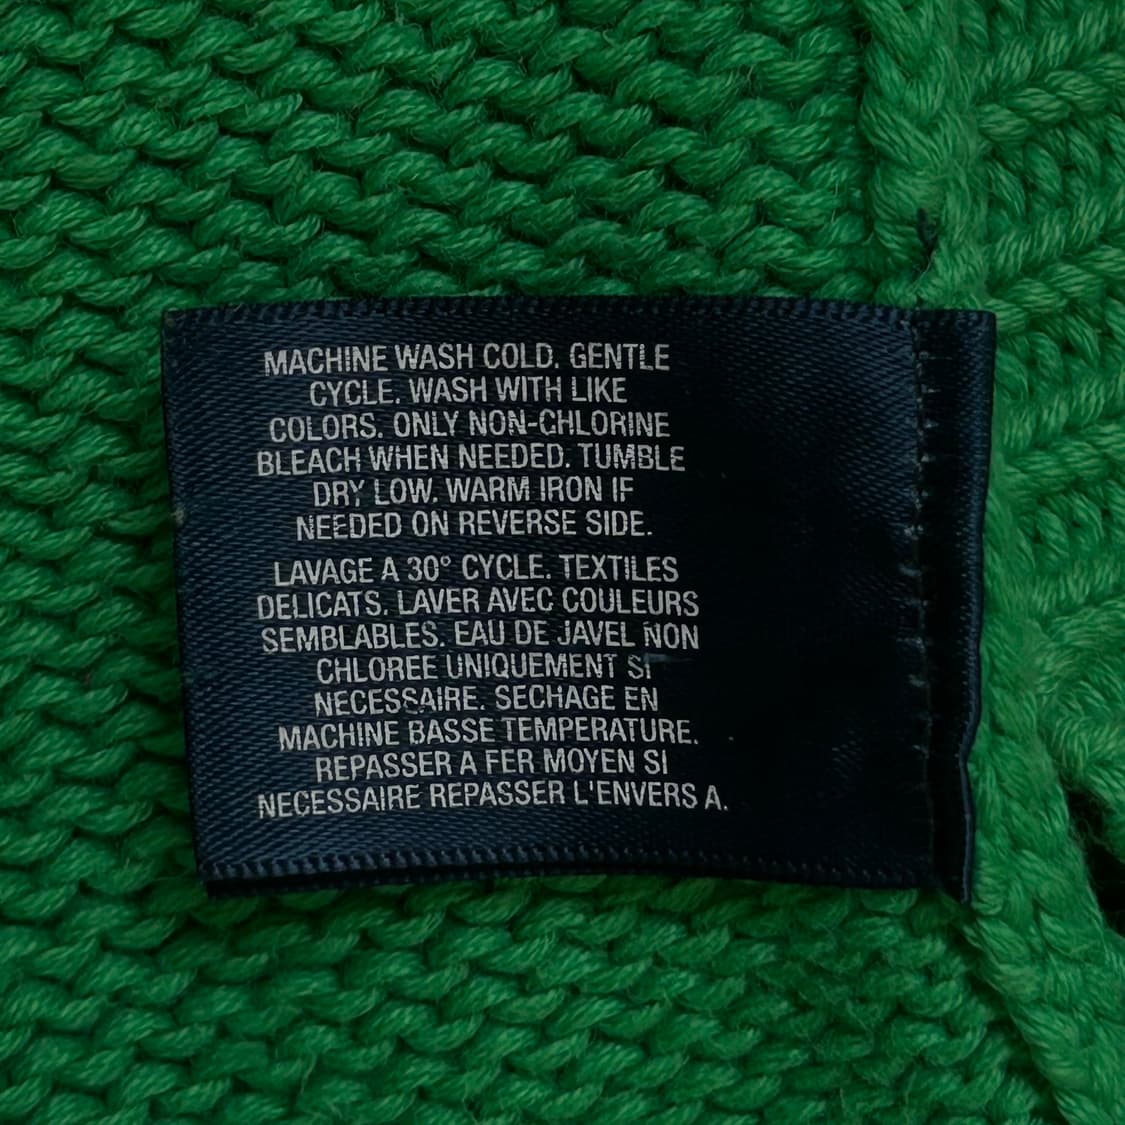 MACHINE WASH COLD. GENTLE
CYCLE. WASH WITH LIKE
COLORS. ONLY NON-CHLORINE
BLEACH WHEN NEEDED. TUMBLE
DRY LOW. WARM IRON IF
NEEDED ON REVERSE SIDE.
LAVAGE A 30° CYCLE. TEXTILES
DELICATS. LAVER AVEC COULEURS
SEMBLABLES. EAU DE JAVEL NON
CHLOREE UNIQUEMENT SI
NECESSAIRE. SECHAGE EN
MACHINE BASSE TEMPERATURE.
REPASSER A FER MOYEN SI
NECESSAIRE REPASSER L'ENVERS A.